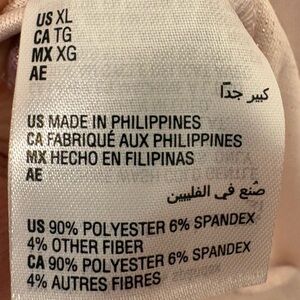 US XL
CA TG
MX XG
AE
كبير جدًا
US MADE IN PHILIPPINES
CA FABRIQUÉ AUX PHILIPPINES
MX HECHO EN FILIPINAS
AE
صُنع في الفلبين
US 90% POLYESTER 6% SPANDEX
4% OTHER FIBER
CA 90% POLYESTER 6% SPANDEX
4% AUTRES FIBRES